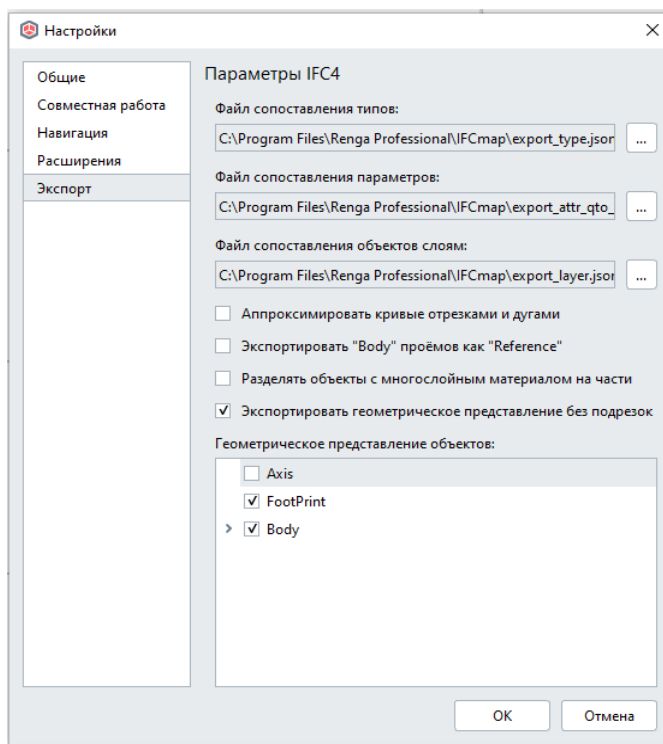 Настройки
Общие
Совместная работа
Навигация
Расширения
Экспорт
Параметры IFC4
Файл сопоставления типов:
C:\Program Files\Renga Professional\IFCmap\export_type.json
...
Файл сопоставления параметров:
C:\Program Files\Renga Professional\IFCmap\export_attr_qto_
...
Файл сопоставления объектов слоям:
C:\Program Files\Renga Professional\IFCmap\export_layer.json
...
Аппроксимировать кривые отрезками и дугами
Экспортировать "Body" проёмов как "Reference"
Разделять объекты с многослойным материалом на части
Экспортировать геометрическое представление без подрезок
Геометрическое представление объектов:
Axis
FootPrint
Body
OK
Отмена